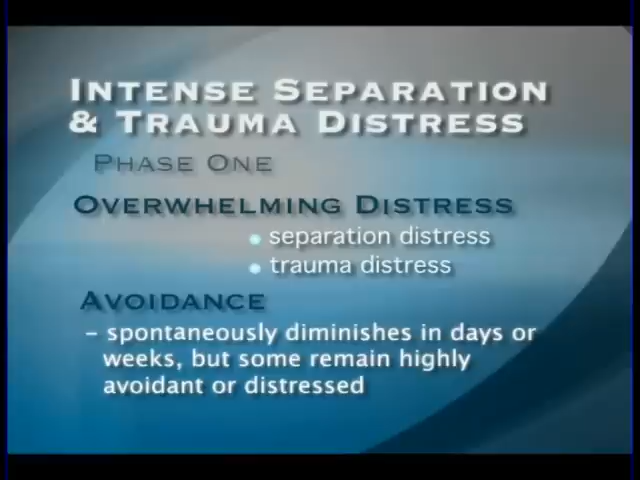 INTENSE SEPARATION
& TRAUMA DISTRESS
PHASE ONE
OVERWHELMING DISTRESS
• separation distress
• trauma distress
AVOIDANCE
– spontaneously diminishes in days or
weeks, but some remain highly
avoidant or distressed